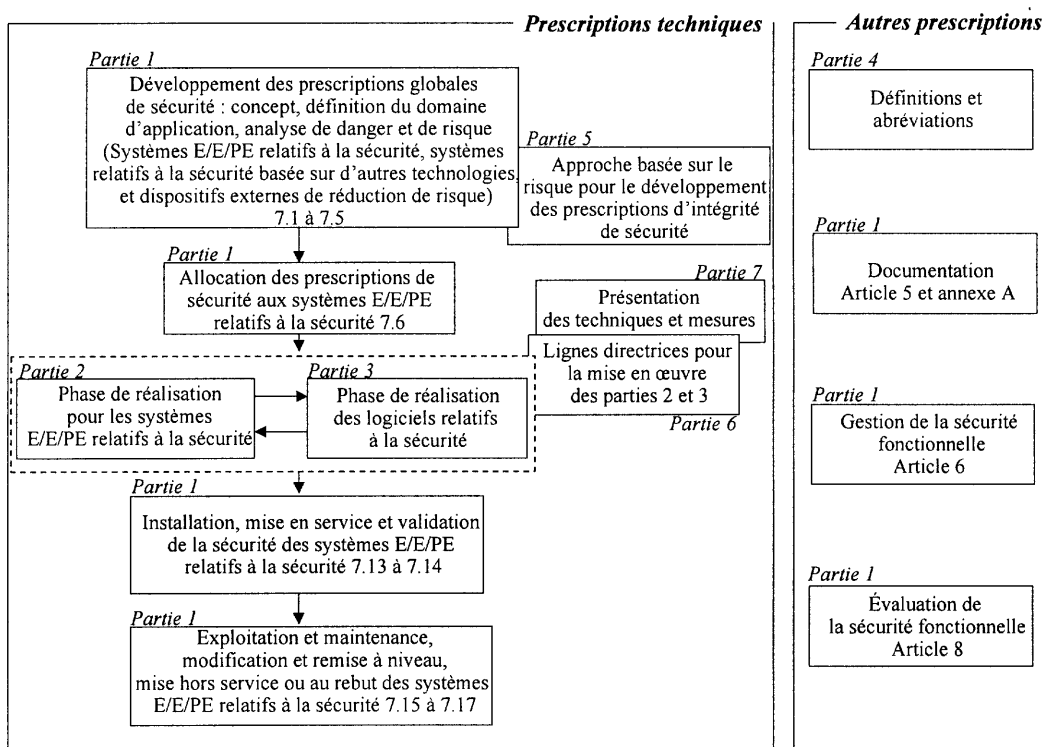 Prescriptions techniques
Partie 1
Développement des prescriptions globales
de sécurité : concept, définition du domaine
d'application, analyse de danger et de risque
(Systèmes E/E/PE relatifs à la sécurité, systèmes
relatifs à la sécurité basée sur d'autres technologies,
et dispositifs externes de réduction de risque)
7.1 à 7.5
Partie 5
Approche basée sur le
risque pour le développement
des prescriptions d'intégrité
de sécurité
Partie 1
Allocation des prescriptions de
sécurité aux systèmes E/E/PE
relatifs à la sécurité 7.6
Partie 7
Présentation
des techniques et mesures
Lignes directrices pour
la mise en œuvre
des parties 2 et 3
Partie 6
Partie 2
Phase de réalisation
pour les systèmes
E/E/PE relatifs à la sécurité
Partie 3
Phase de réalisation
des logiciels relatifs
à la sécurité
Partie 1
Installation, mise en service et validation
de la sécurité des systèmes E/E/PE
relatifs à la sécurité 7.13 à 7.14
Partie 1
Exploitation et maintenance,
modification et remise à niveau,
mise hors service ou au rebut des systèmes
E/E/PE relatifs à la sécurité 7.15 à 7.17
Autres prescriptions
Partie 4
Définitions et
abréviations
Partie 1
Documentation
Article 5 et annexe A
Partie 1
Gestion de la sécurité
fonctionnelle
Article 6
Partie 1
Évaluation de
la sécurité fonctionnelle
Article 8